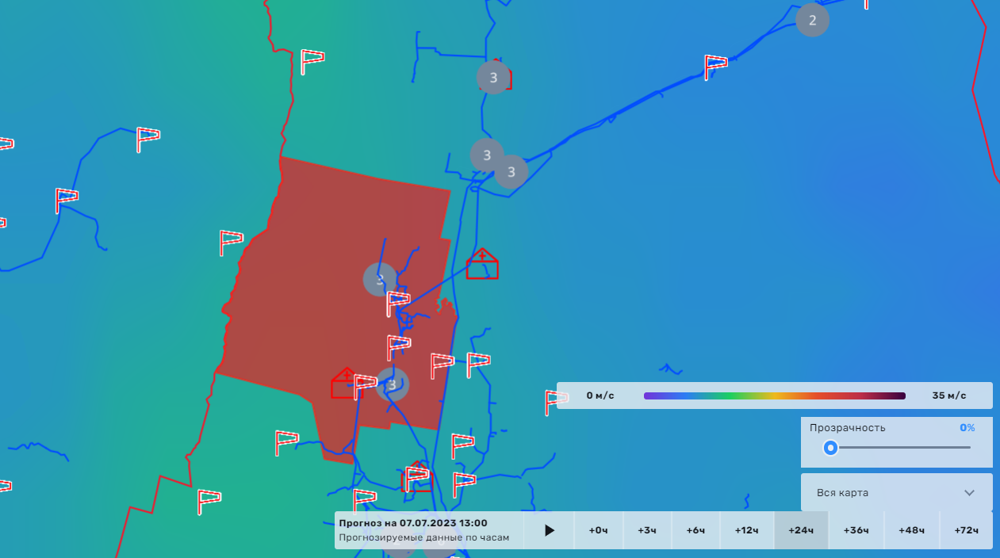 2
3
3
3
3
3
0 м/с
35 м/с
Прозрачность
0%
Вся карта
Прогноз на 07.07.2023 13:00
Прогнозируемые данные по часам
+0ч
+3ч
+6ч
+12ч
+24ч
+36ч
+48ч
+72ч